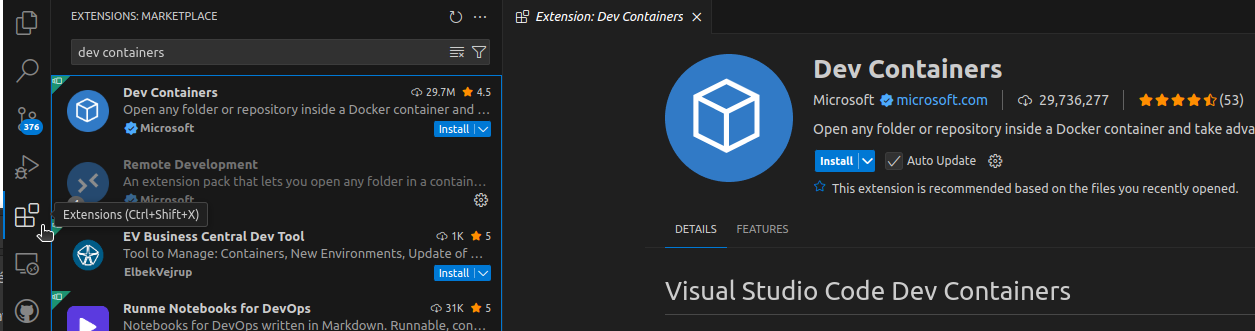 EXTENSIONS: MARKETPLACE
dev containers
Dev Containers
29.7M
4.5
Open any folder or repository inside a Docker container and ...
Microsoft
Install
Remote Development
An extension pack that lets you open any folder in a contain...
Microsoft
376
Extensions (Ctrl+Shift+X)
EV Business Central Dev Tool
1K
5
Tool to Manage: Containers, New Environments, Update of ...
ElbekVejrup
Install
Runme Notebooks for DevOps
31K
5
Notebooks for DevOps written in Markdown. Runnable, con...
Extension: Dev Containers
Dev Containers
Microsoft
microsoft.com
29,736,277
(53)
Open any folder or repository inside a Docker container and take adva
Install
Auto Update
This extension is recommended based on the files you recently opened.
DETAILS
FEATURES
Visual Studio Code Dev Containers